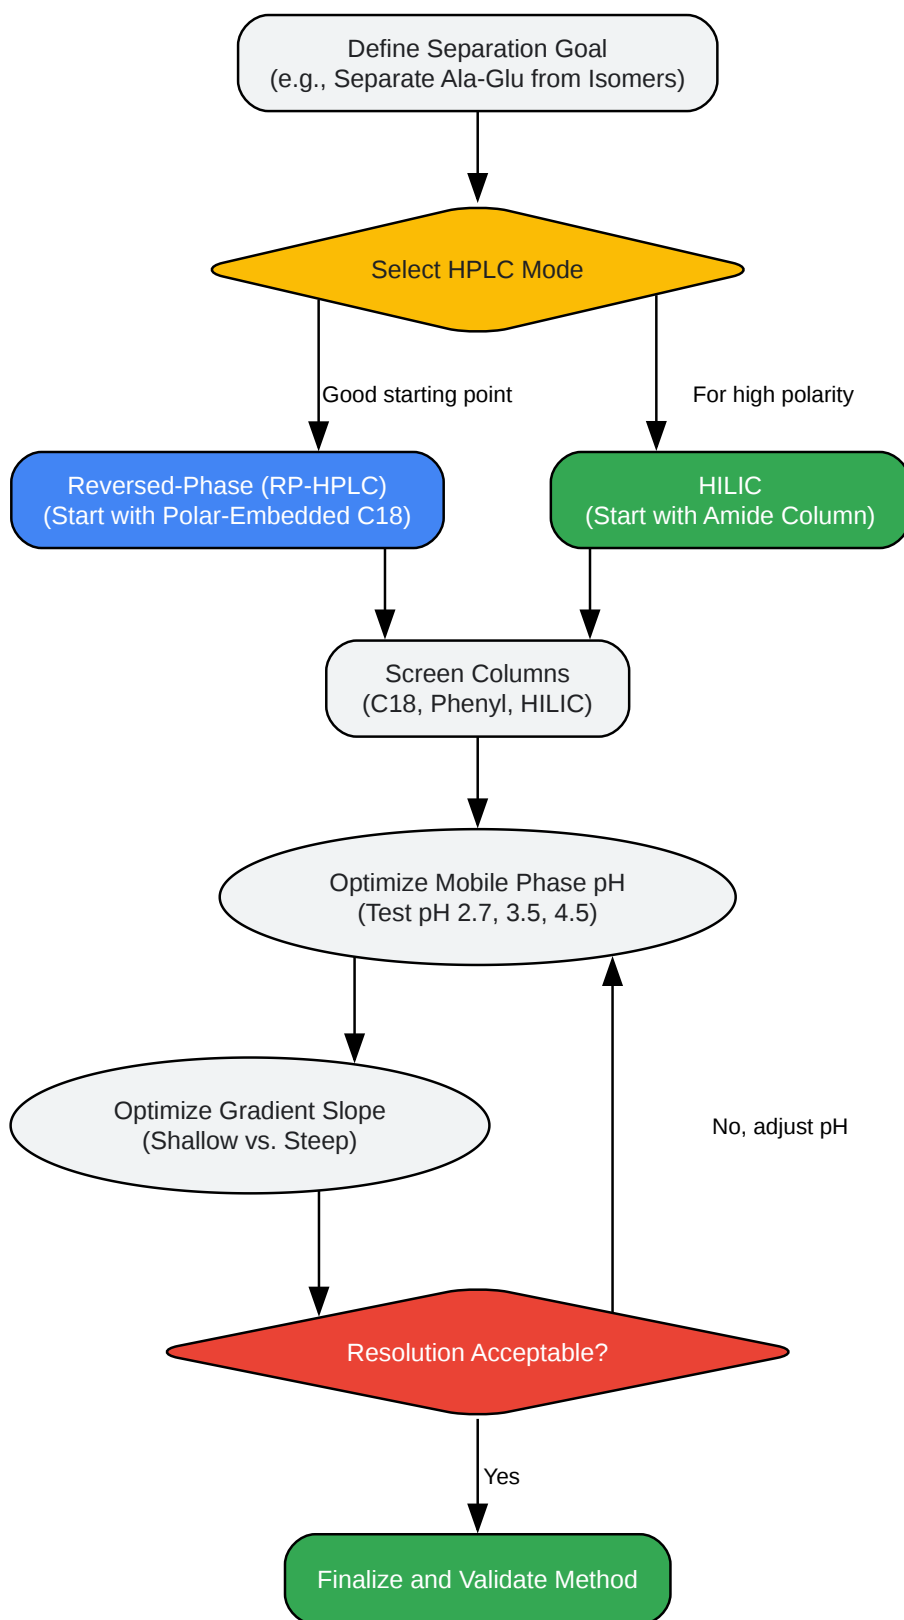 Define Separation Goal
(e.g., Separate Ala-Glu from Isomers)
Select HPLC Mode
Good starting point
For high polarity
Reversed-Phase (RP-HPLC)
(Start with Polar-Embedded C18)
HILIC
(Start with Amide Column)
Screen Columns
(C18, Phenyl, HILIC)
Optimize Mobile Phase pH
(Test pH 2.7, 3.5, 4.5)
Optimize Gradient Slope
(Shallow vs. Steep)
No, adjust pH
Resolution Acceptable?
Yes
Finalize and Validate Method